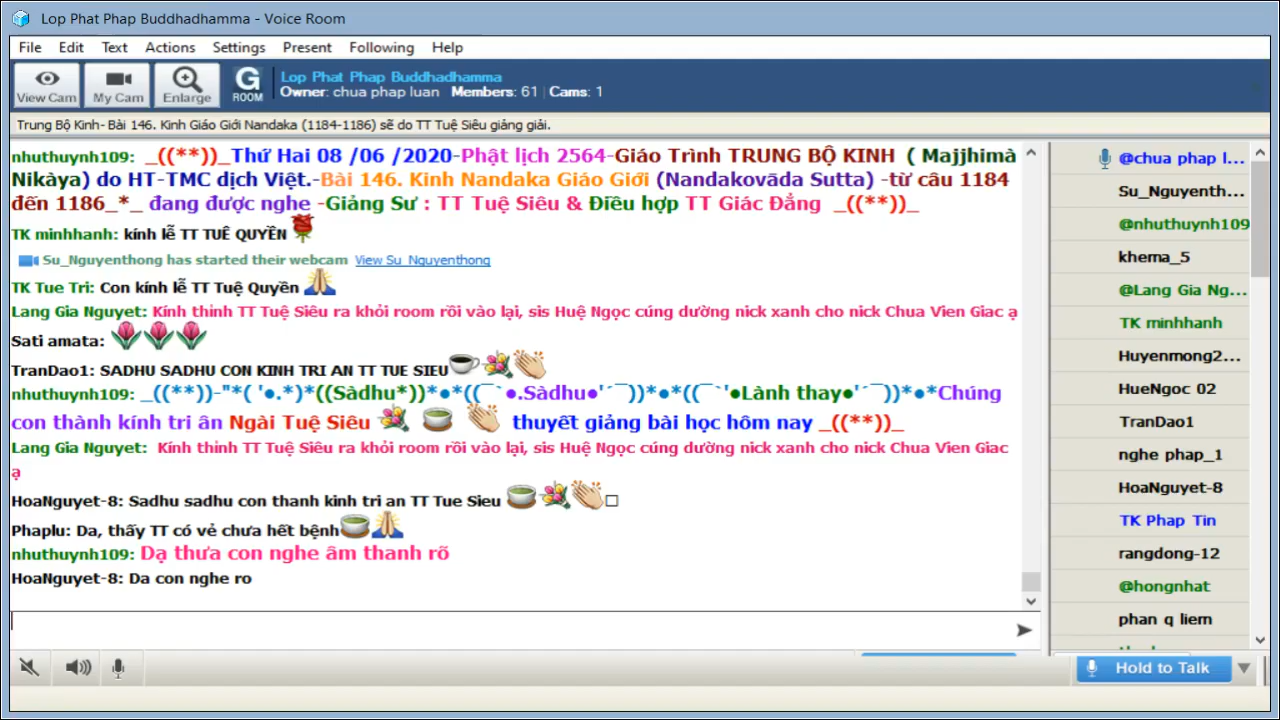 Lop Phat Phap Buddhadhamma - Voice Room
File Edit Text Actions Settings Present Following Help
View Cam My Cam Enlarge G ROOM
Lop Phat Phap Buddhadhamma
Owner: chua phap luan Members: 61 | Cams: 1
Trung Bộ Kinh- Bài 146. Kinh Giáo Giới Nandaka (1184-1186) sẽ do TT Tuệ Siêu giảng giải.
nhuthuynh109: _((**))_Thứ Hai 08 /06 /2020-Phật lịch 2564-Giáo Trình TRUNG BỘ KINH ( Majjhimà
Nikàya) do HT-TMC dịch Việt.-Bài 146. Kinh Nandaka Giáo Giới (Nandakovāda Sutta) -từ câu 1184
đến 1186_*_ đang được nghe -Giảng Sư : TT Tuệ Siêu & Điều hợp TT Giác Đẳng _((**))_
TK minhhanh: kính lễ TT TUÊ QUYỀN
Su_Nguyenthong has started their webcam View Su_Nguyenthong
TK Tue Tri: Con kính lễ TT Tuệ Quyền
Lang Gia Nguyet: Kính thỉnh TT Tuệ Siêu ra khỏi room rồi vào lại, sis Huệ Ngọc cúng dường nick xanh cho nick Chua Vien Giac ạ
Sati amata:
TranDao1: SADHU SADHU CON KINH TRI AN TT TUE SIEU
nhuthuynh109: _((**))-"*( '●.*)*((Sàdhu*))*●*((¯`●.Sàdhu●'´¯))*●*((¯`'●Lành thay●'´¯))*●*Chúng
con thành kính tri ân Ngài Tuệ Siêu thuyết giảng bài học hôm nay _((**))_
Lang Gia Nguyet: Kính thỉnh TT Tuệ Siêu ra khỏi room rồi vào lại, sis Huệ Ngọc cúng dường nick xanh cho nick Chua Vien Giac
ạ
HoaNguyet-8: Sadhu sadhu con thanh kinh tri an TT Tue Sieu
Phaplu: Da, thấy TT có vẻ chưa hết bệnh
nhuthuynh109: Dạ thưa con nghe âm thanh rõ
HoaNguyet-8: Da con nghe ro
@chua phap l...
Su_Nguyenth...
@nhuthuynh109
khema_5
@Lang Gia Ng...
TK minhhanh
Huyenmong2...
HueNgoc 02
TranDao1
nghe phap_1
HoaNguyet-8
TK Phap Tin
rangdong-12
@hongnhat
phan q liem
Hold to Talk